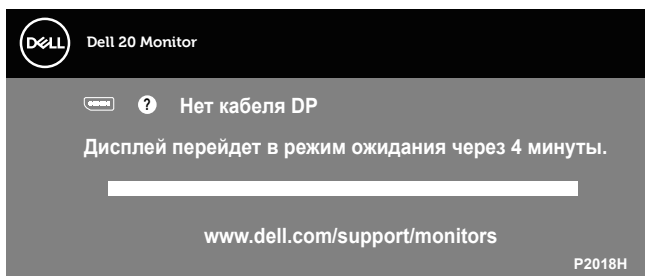 DELL
Dell 20 Monitor
? Нет кабеля DP
Дисплей перейдет в режим ожидания через 4 минуты.
www.dell.com/support/monitors
P2018H